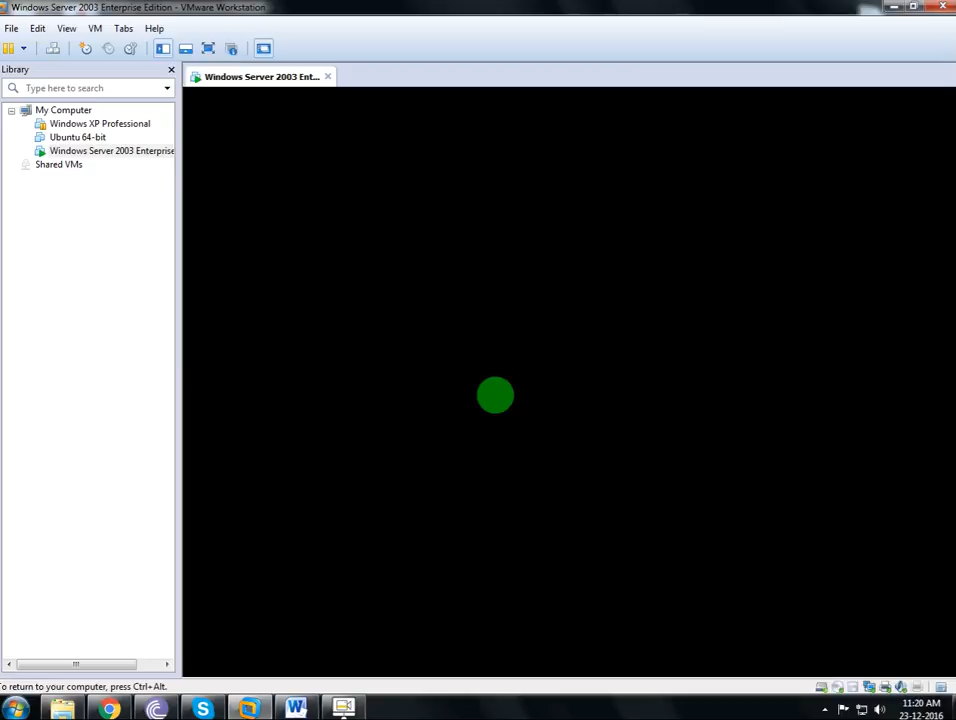 Windows Server 2003 Enterprise Edition - VMware Workstation
File Edit View VM Tabs Help
Library
Type here to search
My Computer
Windows XP Professional
Ubuntu 64-bit
Windows Server 2003 Enterprise
Shared VMs
Windows Server 2003 Ent...
To return to your computer, press Ctrl+Alt.
11:20 AM
23-12-2016